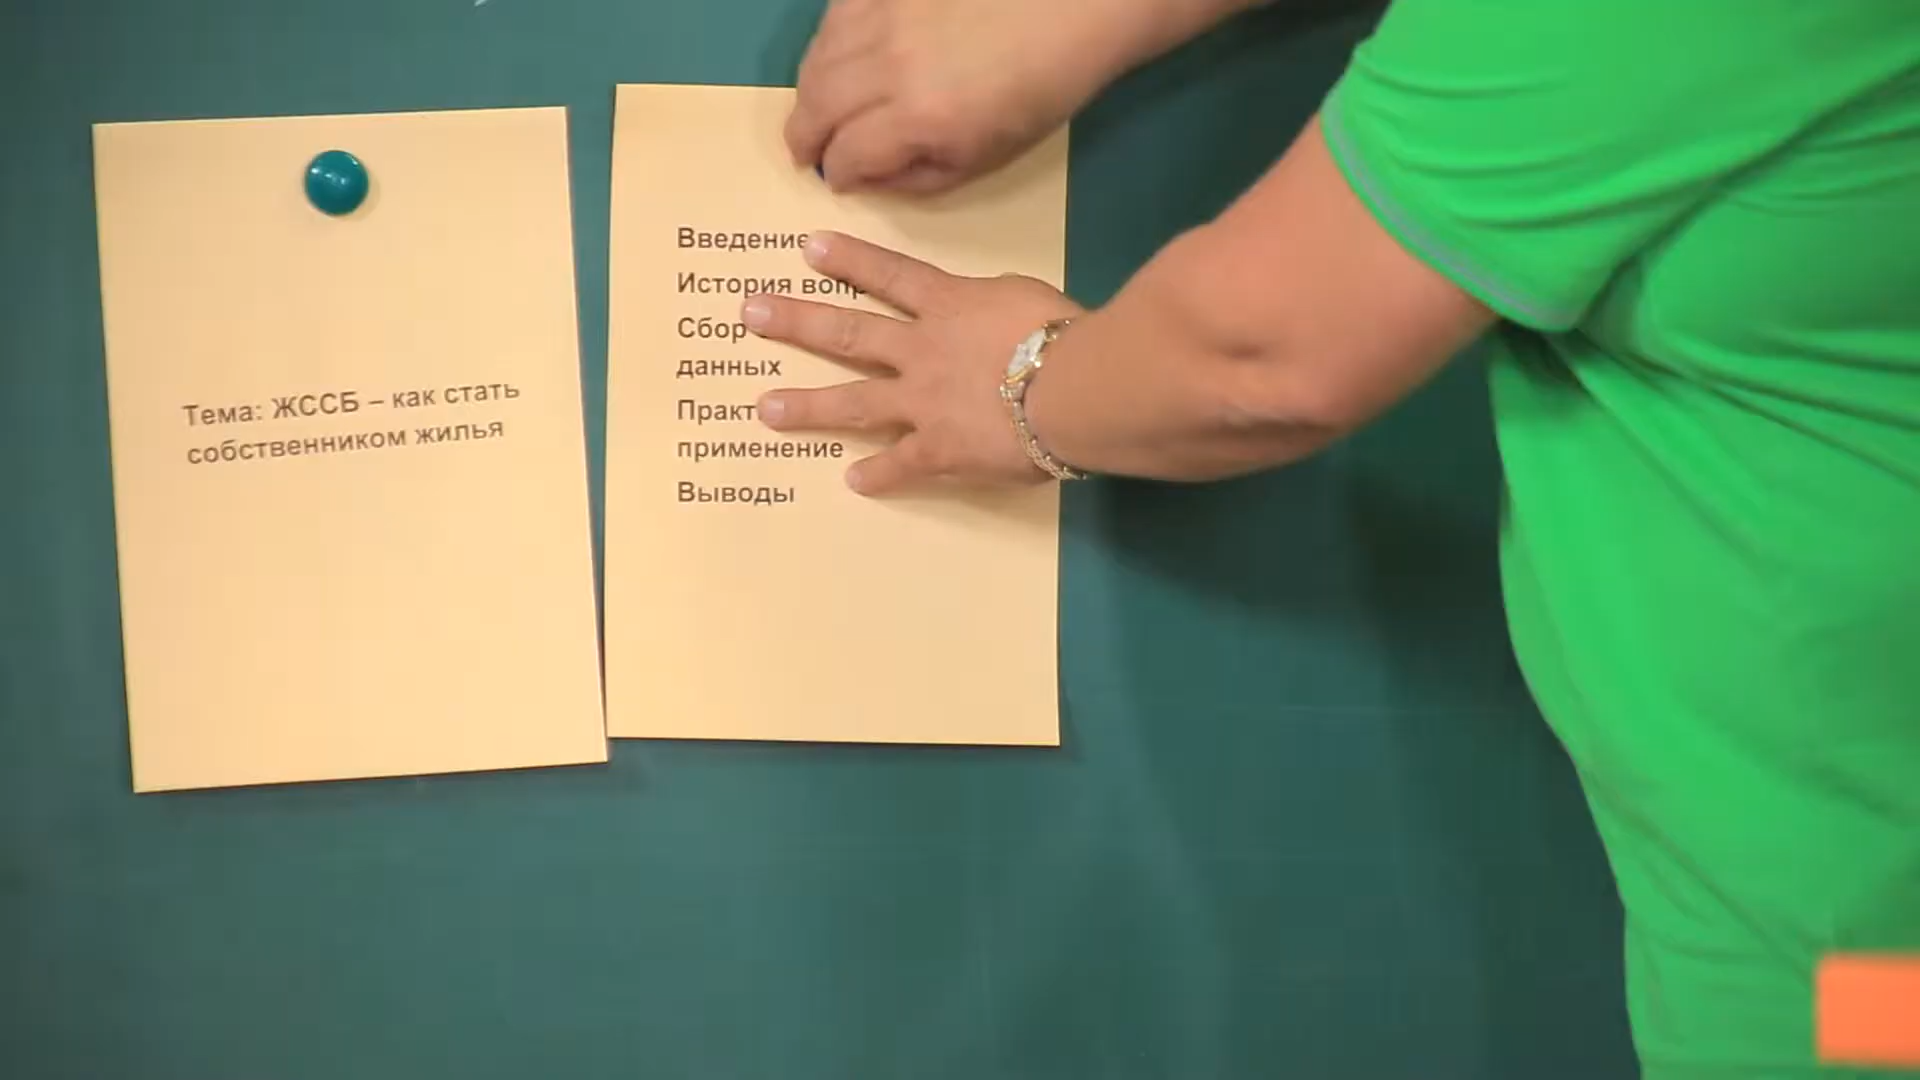 Тема: ЖССБ – как стать
собственником жилья
Введение
История
Сбор
данных
применение
Выводы